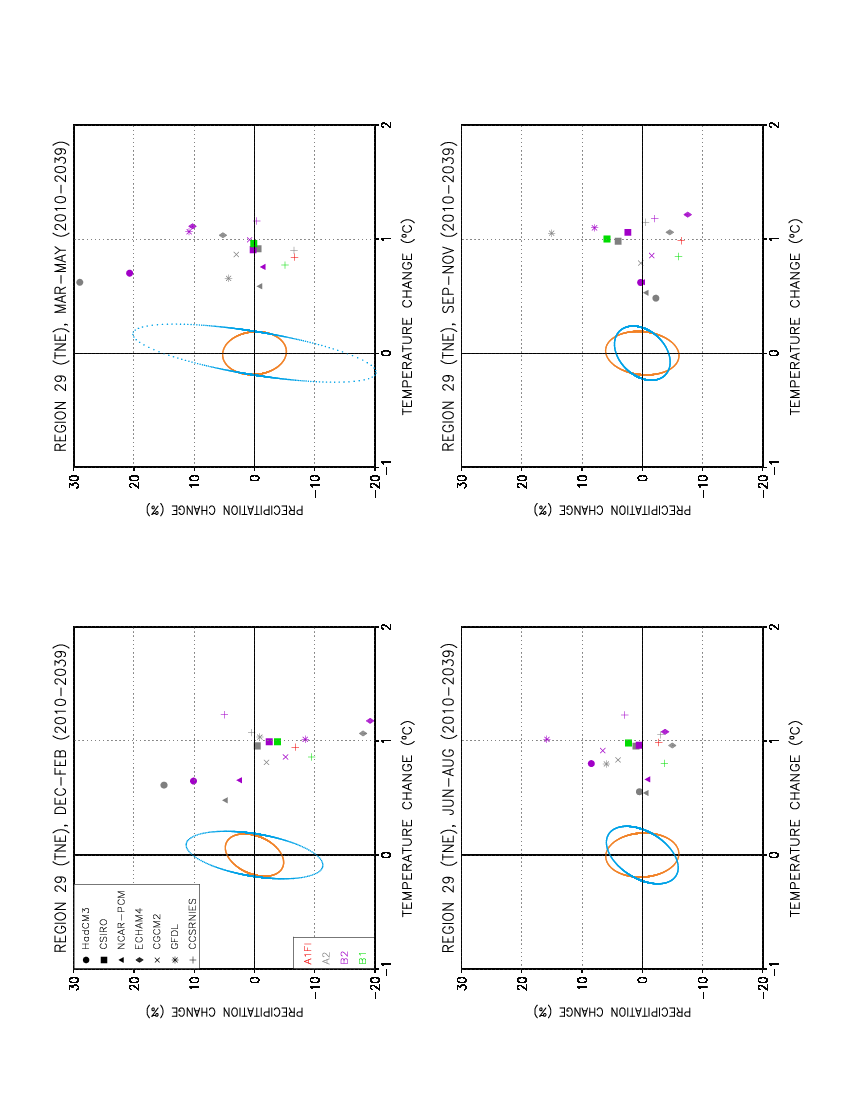 REGION 29 (TNE), DEC-FEB (2010-2039)
HadCM3
CSIRO
NCAR-PCM
ECHAM4
CGCM2
GFDL
CCSRNIES
A1FI
A2
B2
B1
30
20
10
0
-10
-20
PRECIPITATION CHANGE (%)
-1
0
1
2
TEMPERATURE CHANGE (ºC)
REGION 29 (TNE), MAR-MAY (2010-2039)
30
20
10
0
-10
-20
PRECIPITATION CHANGE (%)
-1
0
1
2
TEMPERATURE CHANGE (ºC)
REGION 29 (TNE), JUN-AUG (2010-2039)
30
20
10
0
-10
-20
PRECIPITATION CHANGE (%)
-1
0
1
2
TEMPERATURE CHANGE (ºC)
REGION 29 (TNE), SEP-NOV (2010-2039)
30
20
10
0
-10
-20
PRECIPITATION CHANGE (%)
-1
0
1
2
TEMPERATURE CHANGE (ºC)